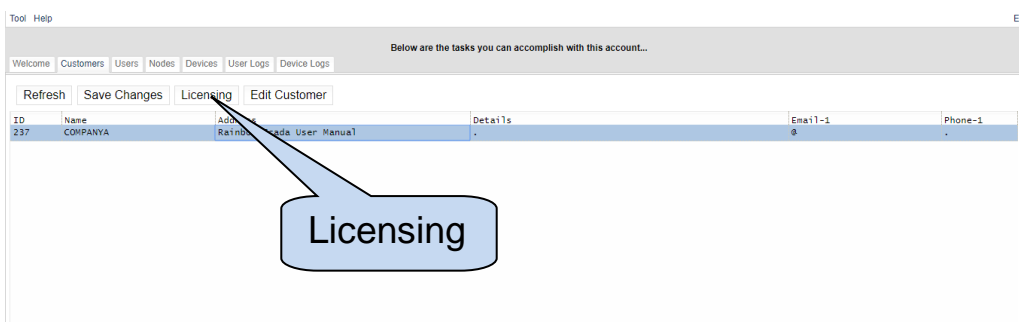 Tool Help E
Below are the tasks you can accomplish with this account...
Welcome Customers Users Nodes Devices User Logs Device Logs
Refresh Save Changes Licensing Edit Customer
ID Name Address Details Email-1 Phone-1
237 COMPANYA User Manual . @ .
Licensing